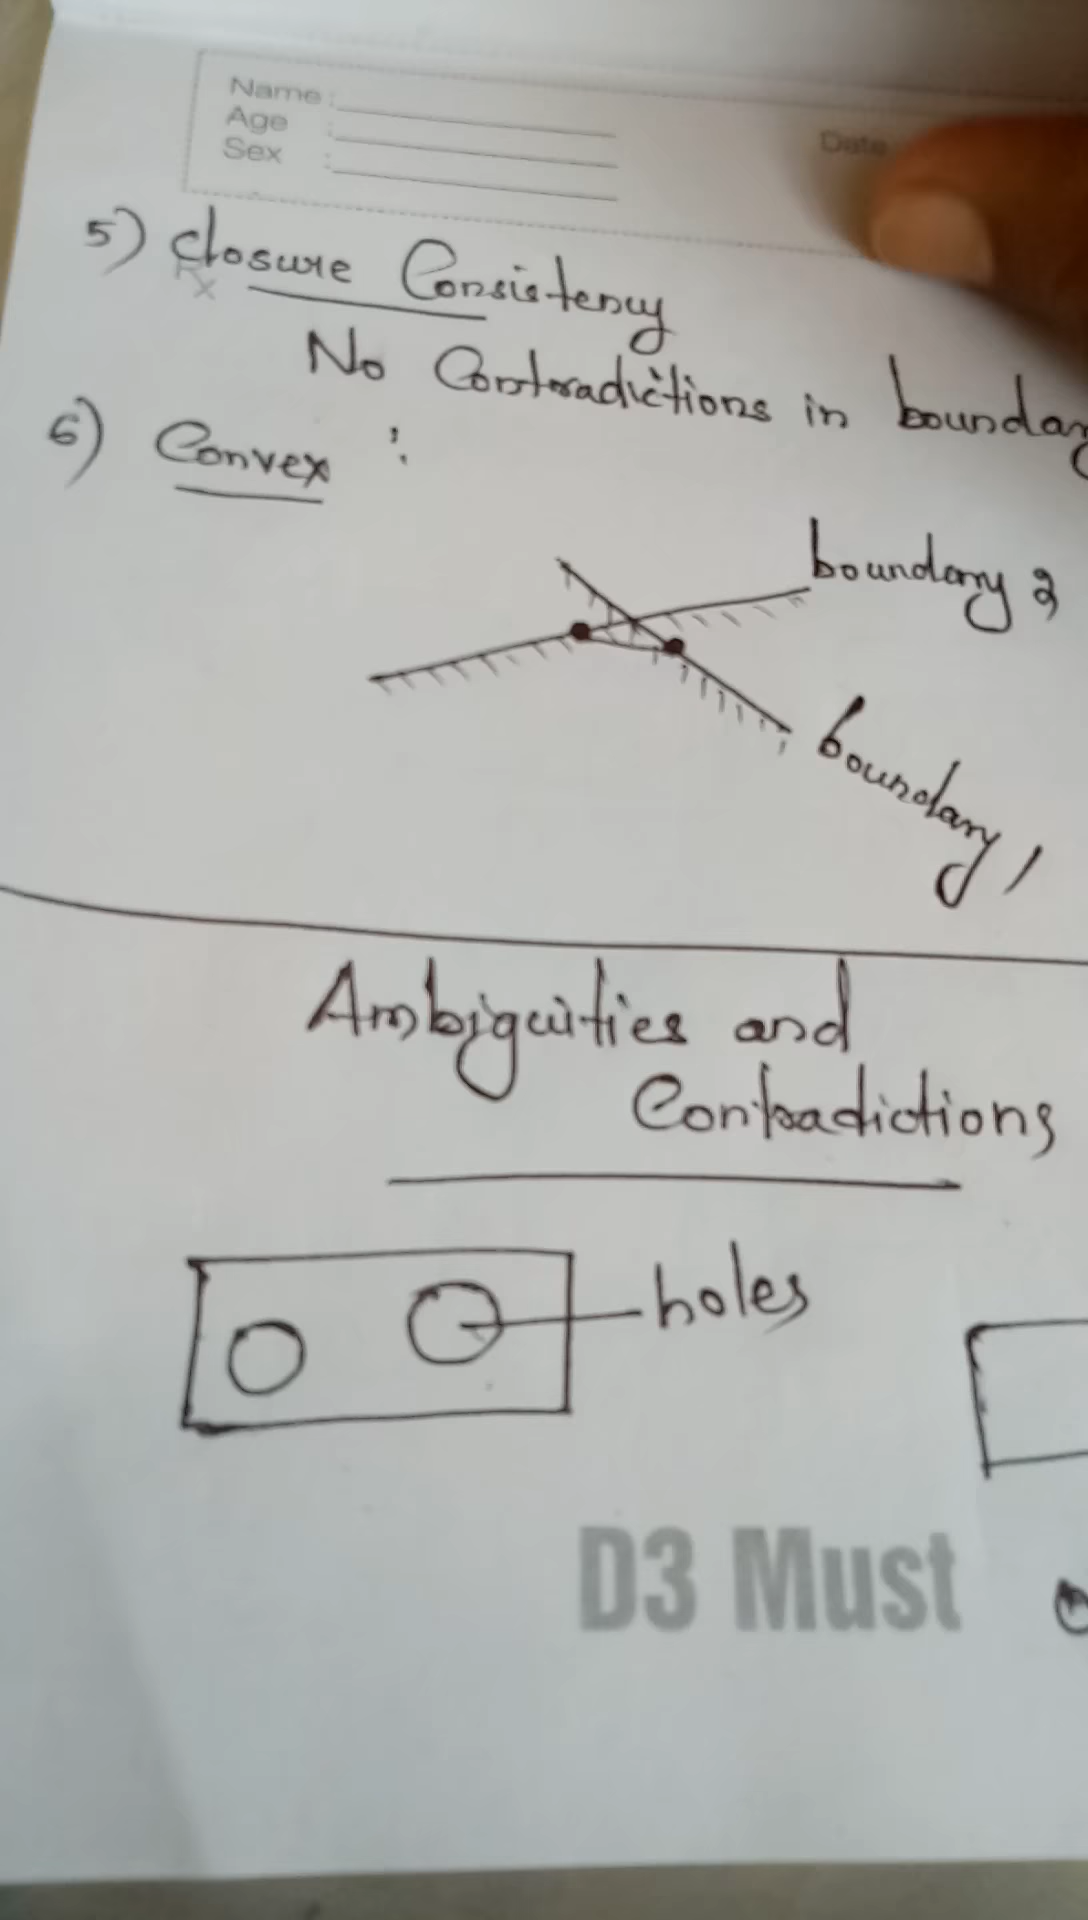 Name :
Age :
Sex :
Date
5) Closure Consistency
Rx
No Contradictions in
6) Convex :
boundary 2
boundary 1
Ambiguities and
Contradictions
holes
D3 Must